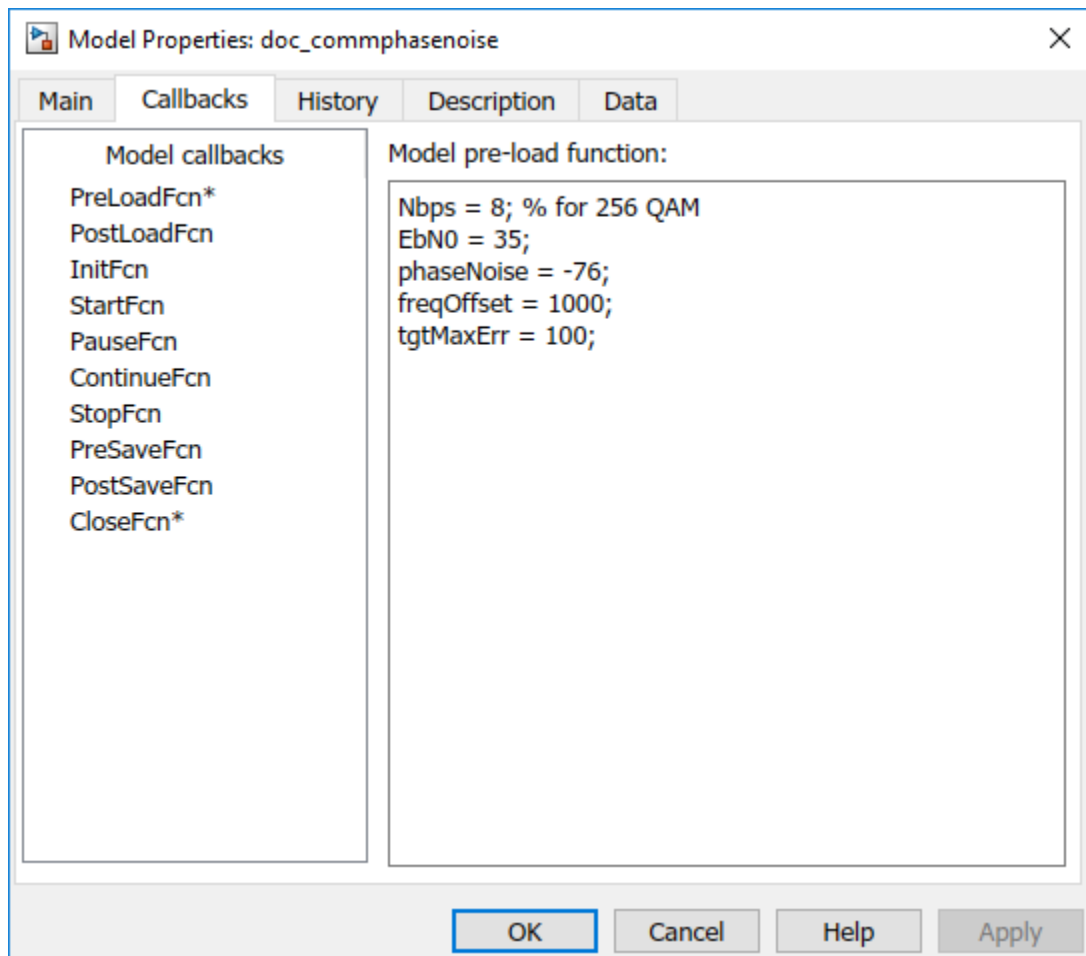 Model Properties: doc_commphasenoise
Main Callbacks History Description Data
Model callbacks
PreLoadFcn*
PostLoadFcn
InitFcn
StartFcn
PauseFcn
ContinueFcn
StopFcn
PreSaveFcn
PostSaveFcn
CloseFcn*
Model pre-load function:
Nbps = 8; % for 256 QAM
EbN0 = 35;
phaseNoise = -76;
freqOffset = 1000;
tgtMaxErr = 100;
OK Cancel Help Apply